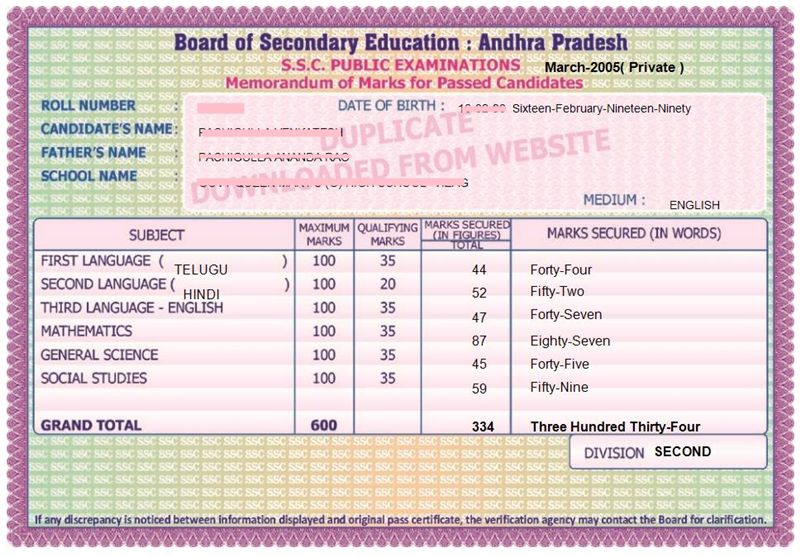 Board of Secondary Education : Andhra Pradesh
S.S.C. PUBLIC EXAMINATIONS March-2005( Private )
Memorandum of Marks for Passed Candidates
ROLL NUMBER : DATE OF BIRTH : Sixteen-February-Nineteen-Ninety
CANDIDATE'S NAME :
FATHER'S NAME :
SCHOOL NAME :
DUPLICATE
DOWNLOADED FROM WEBSITE
MEDIUM : ENGLISH
SUBJECT MAXIMUM MARKS QUALIFYING MARKS MARKS SECURED (IN FIGURES) TOTAL MARKS SECURED (IN WORDS)
FIRST LANGUAGE ( TELUGU ) 100 35 44 Forty-Four
SECOND LANGUAGE ( HINDI ) 100 20 52 Fifty-Two
THIRD LANGUAGE - ENGLISH 100 35 47 Forty-Seven
MATHEMATICS 100 35 87 Eighty-Seven
GENERAL SCIENCE 100 35 45 Forty-Five
SOCIAL STUDIES 100 35 59 Fifty-Nine
GRAND TOTAL 600 334 Three Hundred Thirty-Four
DIVISION SECOND
If any discrepancy is noticed between information displayed and original pass certificate, the verification agency may contact the Board for clarification.